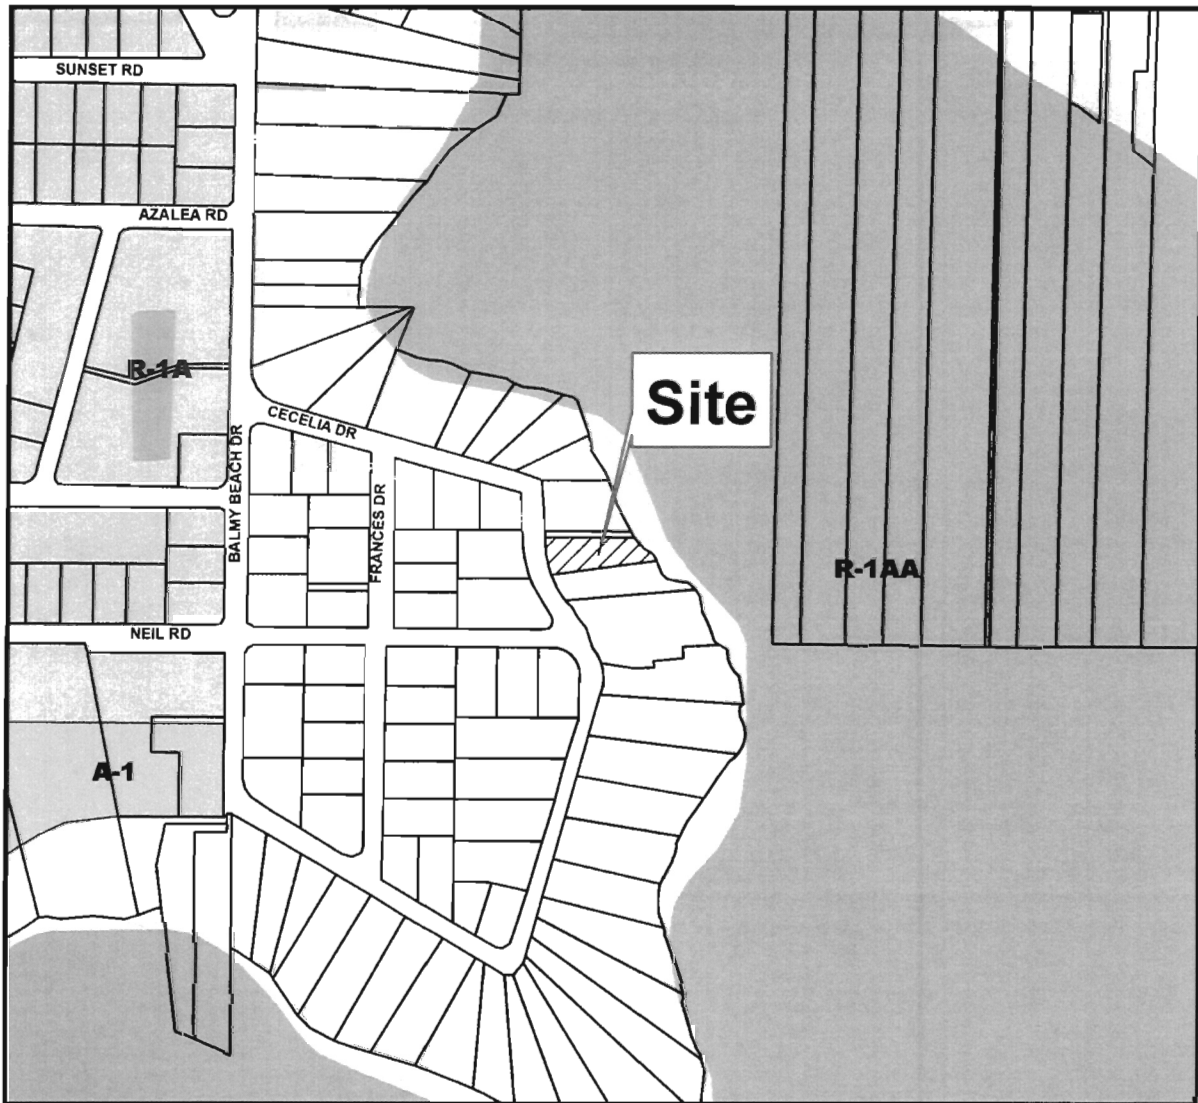 SUNSET RD
AZALEA RD
R-1A
Site
CECELIA DR
BALMY BEACH DR
FRANCES DR
R-1AA
NEIL RD
A-1